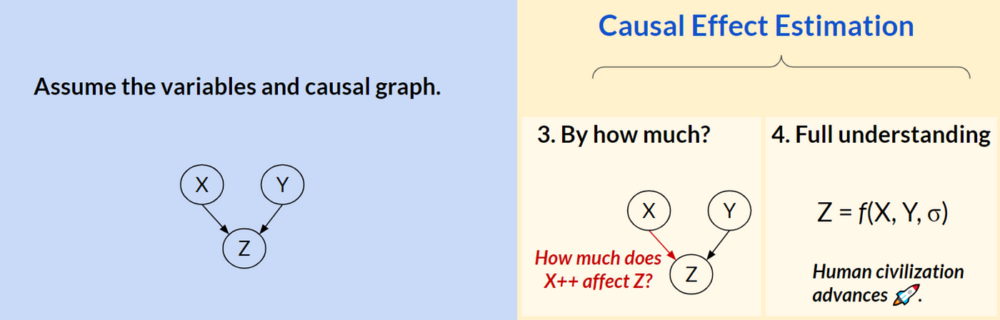 Assume the variables and causal graph.
X
Y
Z
Causal Effect Estimation
3. By how much?
X
Y
How much does
X++ affect Z?
Z
4. Full understanding
Z = f(X, Y, σ)
Human civilization
advances 🚀.